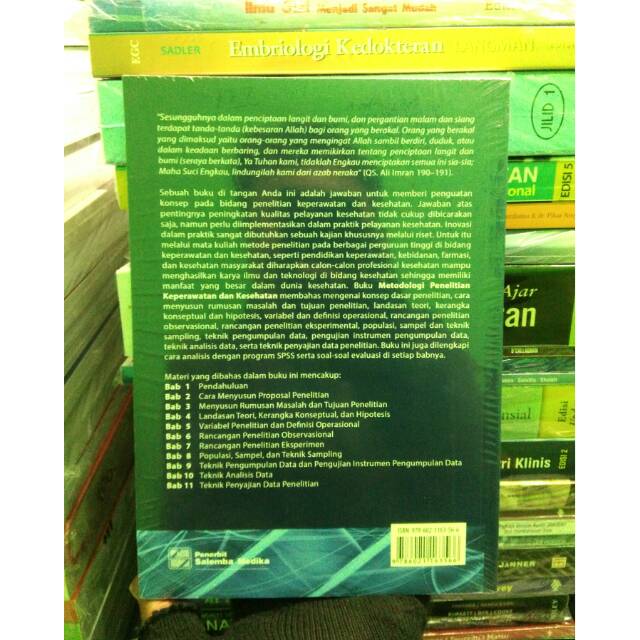 Ilmu Gizi Menjadi Sangat Mudah
EGC SADLER Embriologi Kedokteran LANGMAN
JILID 1
"Sesungguhnya dalam penciptaan langit dan bumi, dan pergantian malam dan siang
terdapat tanda-tanda (kebesaran Allah) bagi orang yang berakal. Orang yang berakal
yang dimaksud yaitu orang-orang yang mengingat Allah sambil berdiri, duduk, atau
dalam keadaan berbaring, dan mereka memikirkan tentang penciptaan langit dan
bumi (seraya berkata), Ya Tuhan kami, tidaklah Engkau menciptakan semua ini sia-sia;
Maha Suci Engkau, lindungilah kami dari azab neraka" (QS. Ali Imran 190–191).
Sebuah buku di tangan Anda ini adalah jawaban untuk memberi penguatan
konsep pada bidang penelitian keperawatan dan kesehatan. Jawaban atas
pentingnya peningkatan kualitas pelayanan kesehatan tidak cukup dibicarakan
saja, namun perlu diimplementasikan dalam praktik pelayanan kesehatan. Inovasi
dalam praktik sangat dibutuhkan sebuah kajian khususnya melalui riset. Untuk itu
melalui mata kuliah metode penelitian pada berbagai perguruan tinggi di bidang
keperawatan dan kesehatan, seperti pendidikan keperawatan, kebidanan, farmasi,
dan kesehatan masyarakat diharapkan calon-calon profesional kesehatan mampu
menghasilkan karya ilmu dan teknologi di bidang kesehatan sehingga memiliki
manfaat yang besar dalam dunia kesehatan. Buku Metodologi Penelitian
Keperawatan dan Kesehatan membahas mengenai konsep dasar penelitian, cara
menyusun rumusan masalah dan tujuan penelitian, landasan teori, kerangka
konseptual dan hipotesis, variabel dan definisi operasional, rancangan penelitian
observasional, rancangan penelitian eksperimental, populasi, sampel dan teknik
sampling, teknik pengumpulan data, pengujian instrumen pengumpulan data,
teknik analisis data, serta teknik penyajian data penelitian. Buku ini juga dilengkapi
cara analisis dengan program SPSS serta soal-soal evaluasi di setiap babnya.
Materi yang dibahas dalam buku ini mencakup:
Bab 1 Pendahuluan
Bab 2 Cara Menyusun Proposal Penelitian
Bab 3 Menyusun Rumusan Masalah dan Tujuan Penelitian
Bab 4 Landasan Teori, Kerangka Konseptual, dan Hipotesis
Bab 5 Variabel Penelitian dan Definisi Operasional
Bab 6 Rancangan Penelitian Observasional
Bab 7 Rancangan Penelitian Eksperimen
Bab 8 Populasi, Sampel, dan Teknik Sampling
Bab 9 Teknik Pengumpulan Data dan Pengujian Instrumen Pengumpulan Data
Bab 10 Teknik Analisis Data
Bab 11 Teknik Penyajian Data Penelitian
Penerbit
Salemba Medika
EDISI 5
Ajar
ran
Edisi
ri Klinis EDISI 2
JANNER
NA